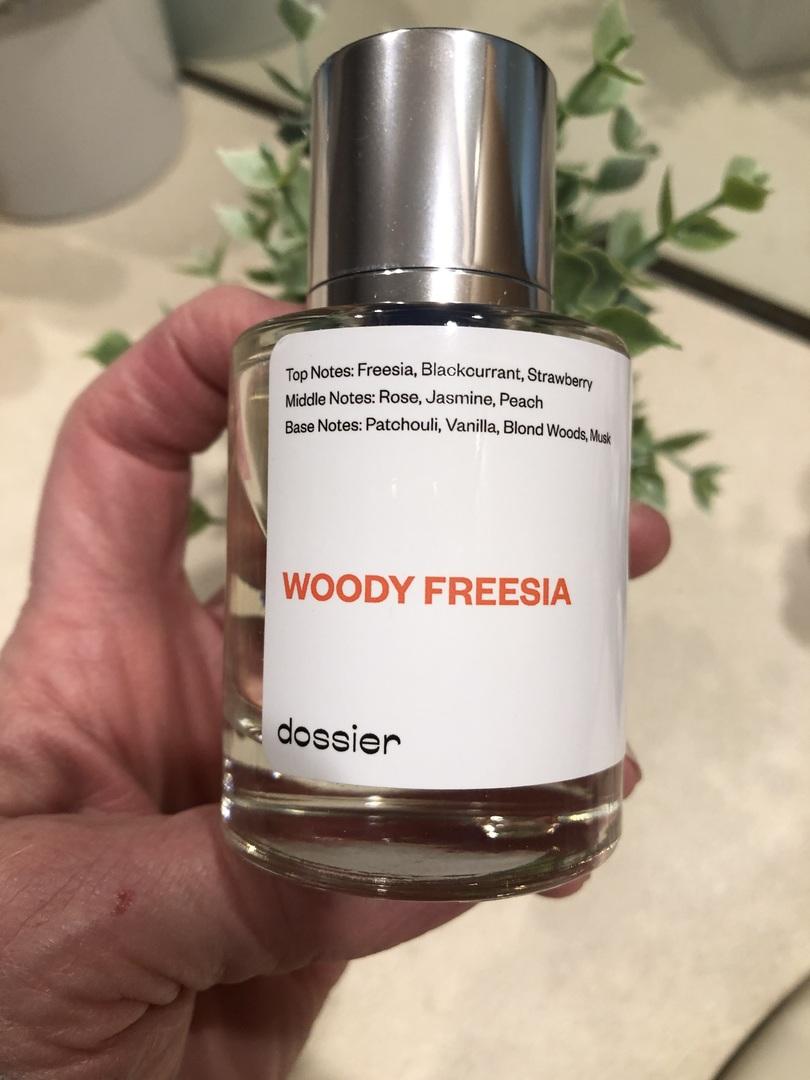 Top Notes: Freesia, Blackcurrant, Strawberry
Middle Notes: Rose, Jasmine, Peach
Base Notes: Patchouli, Vanilla, Blond Woods, Musk
WOODY FREESIA
dossier